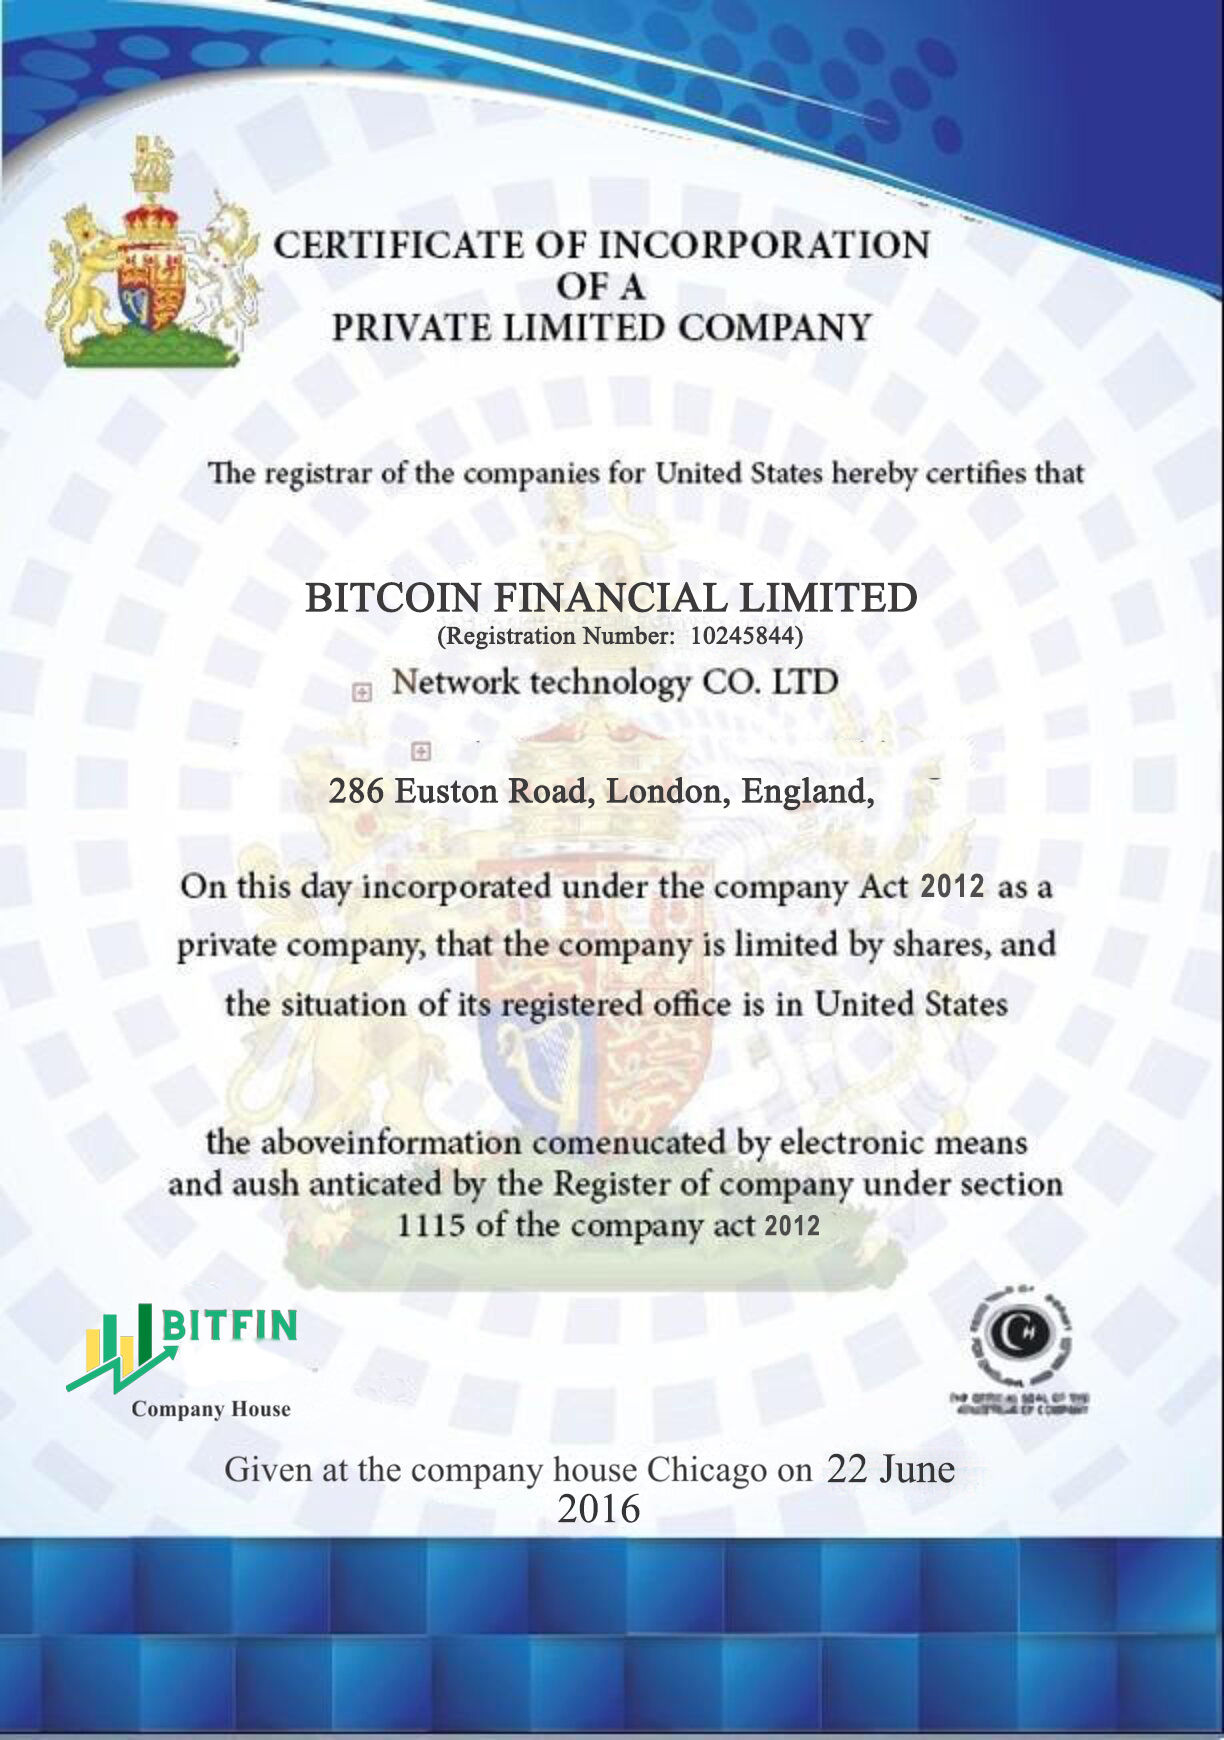 CERTIFICATE OF INCORPORATION
OF A
PRIVATE LIMITED COMPANY
The registrar of the companies for United States hereby certifies that
BITCOIN FINANCIAL LIMITED
(Registration Number: 10245844)
Network technology CO. LTD
286 Euston Road, London, England,
On this day incorporated under the company Act 2012 as a
private company, that the company is limited by shares, and
the situation of its registered office is in United States
the aboveinformation comenucated by electronic means
and aush anticated by the Register of company under section
1115 of the company act 2012
BITFIN
Company House
CH
THE OFFICIAL SEAL OF THE
Given at the company house Chicago on 22 June
2016